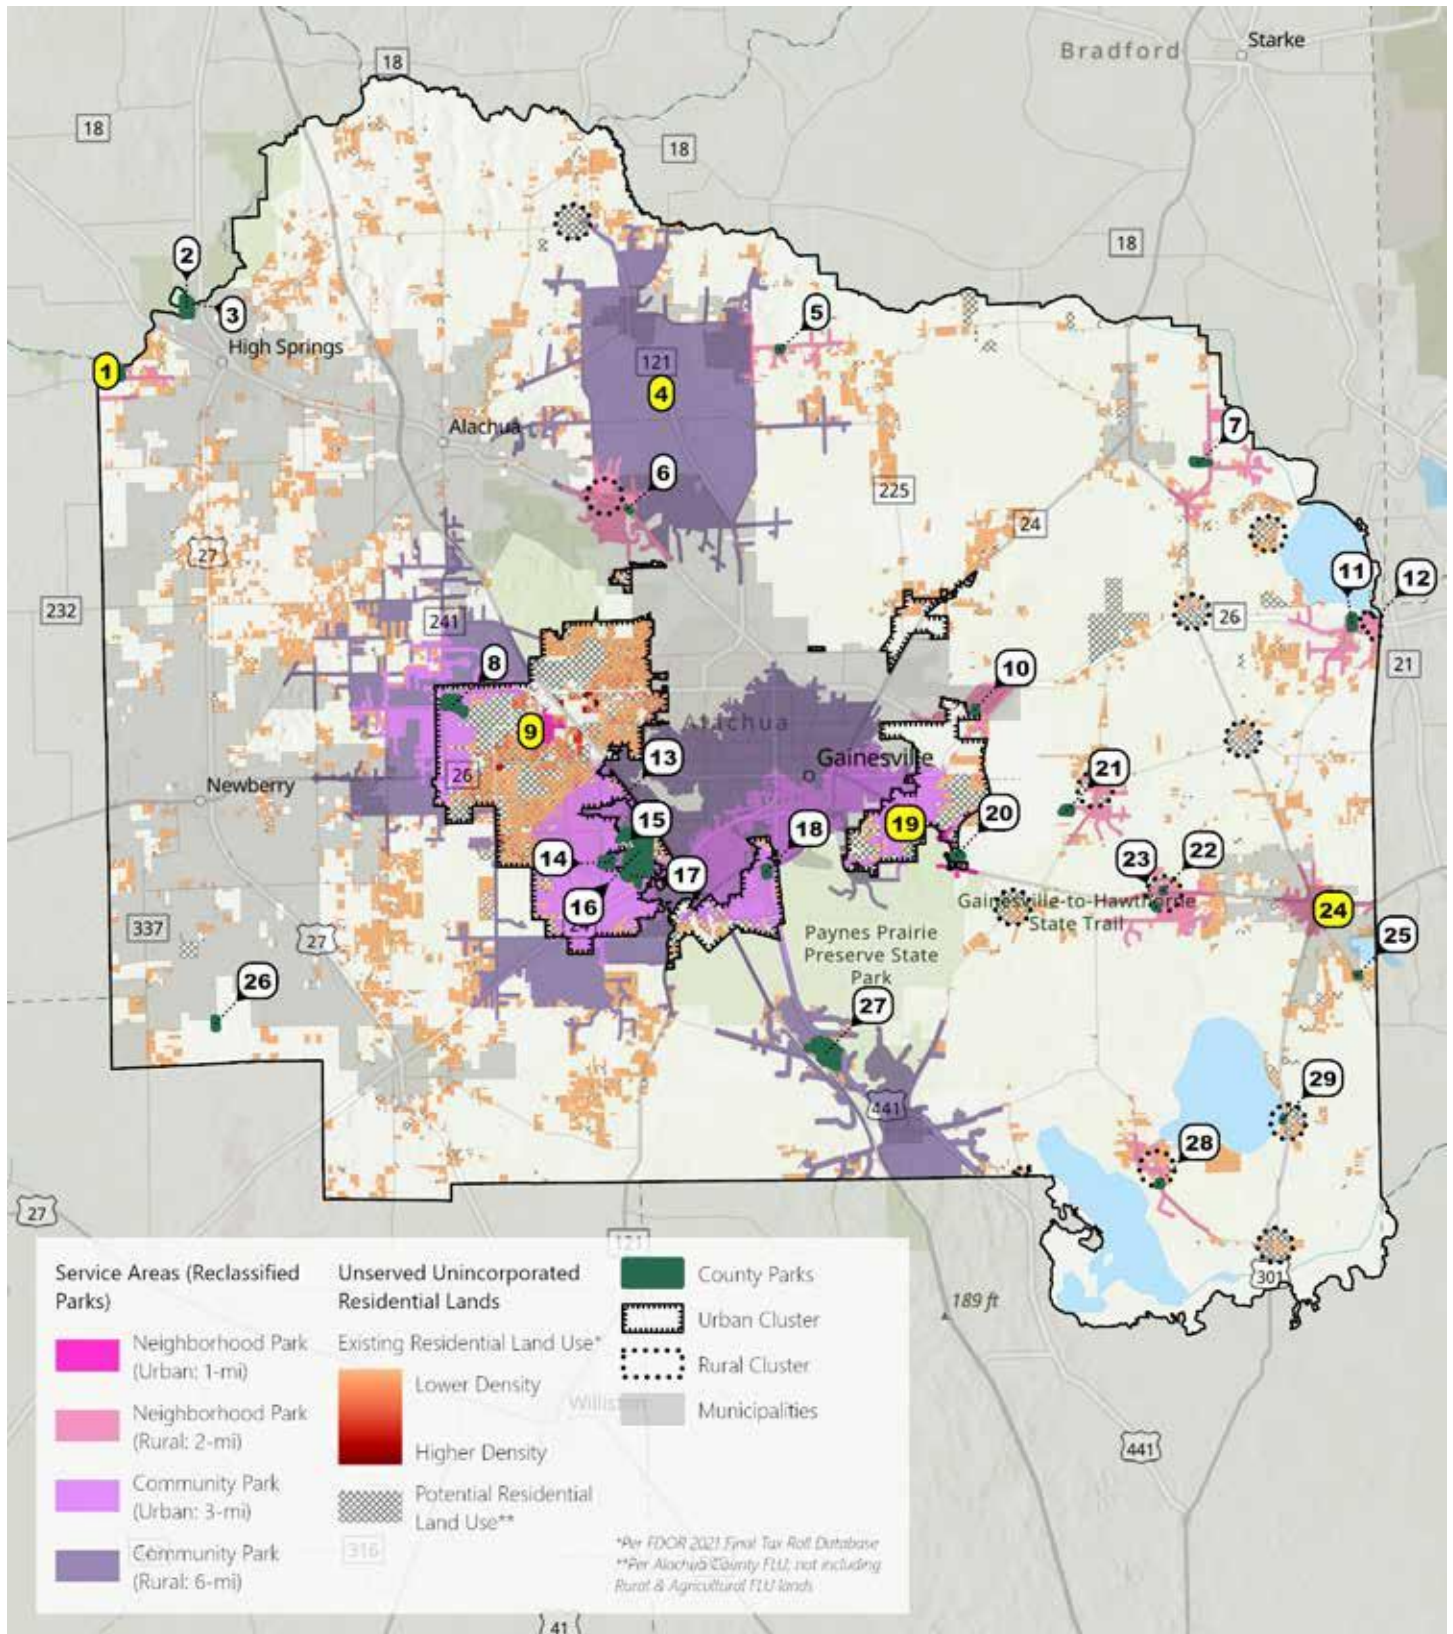 Bradford
Starke
18
18
18
18
2
3
High Springs
5
121
1
4
Alachua
7
6
225
24
27
11
12
232
241
26
8
10
21
9
Alachua
13
Gainesville
26
Newberry
21
15
18
19
20
14
23
22
17
16
Gainesville-to-Hawthorne
State Trail
24
337
27
Paynes Prairie
Preserve State
Park
25
26
27
29
441
28
27
121
301
189 ft
Service Areas (Reclassified
Parks)
Neighborhood Park
(Urban: 1-mi)
Neighborhood Park
(Rural: 2-mi)
Community Park
(Urban: 3-mi)
Community Park
(Rural: 6-mi)
Unserved Unincorporated
Residential Lands
Existing Residential Land Use*
Lower Density
Higher Density
Potential Residential
Land Use**
County Parks
Urban Cluster
Rural Cluster
Municipalities
*Per FDOR 2021 Final Tax Roll Database
**Per Alachua County FLU; not including
Rural & Agricultural FLU lands
316
441
41